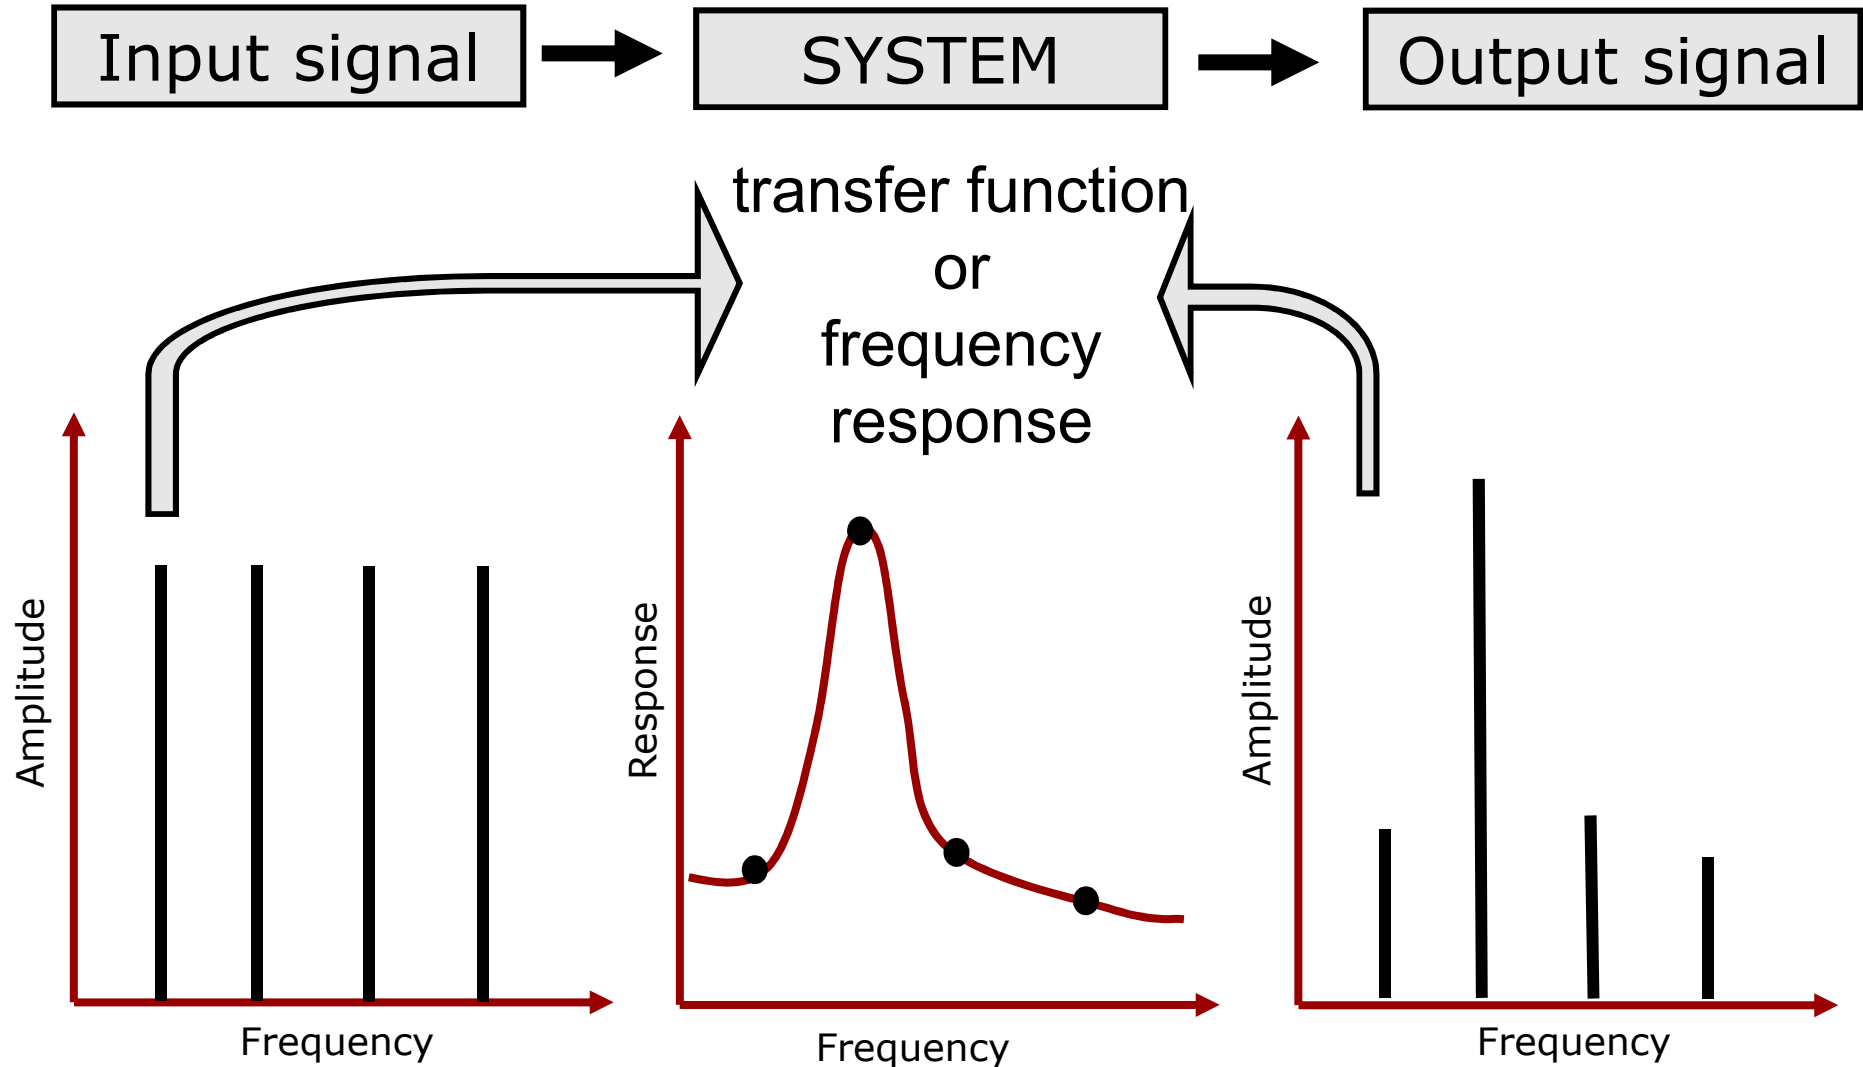 Input signal
SYSTEM
Output signal
transfer function
or
frequency
response
Amplitude
Frequency
Response
Frequency
Amplitude
Frequency